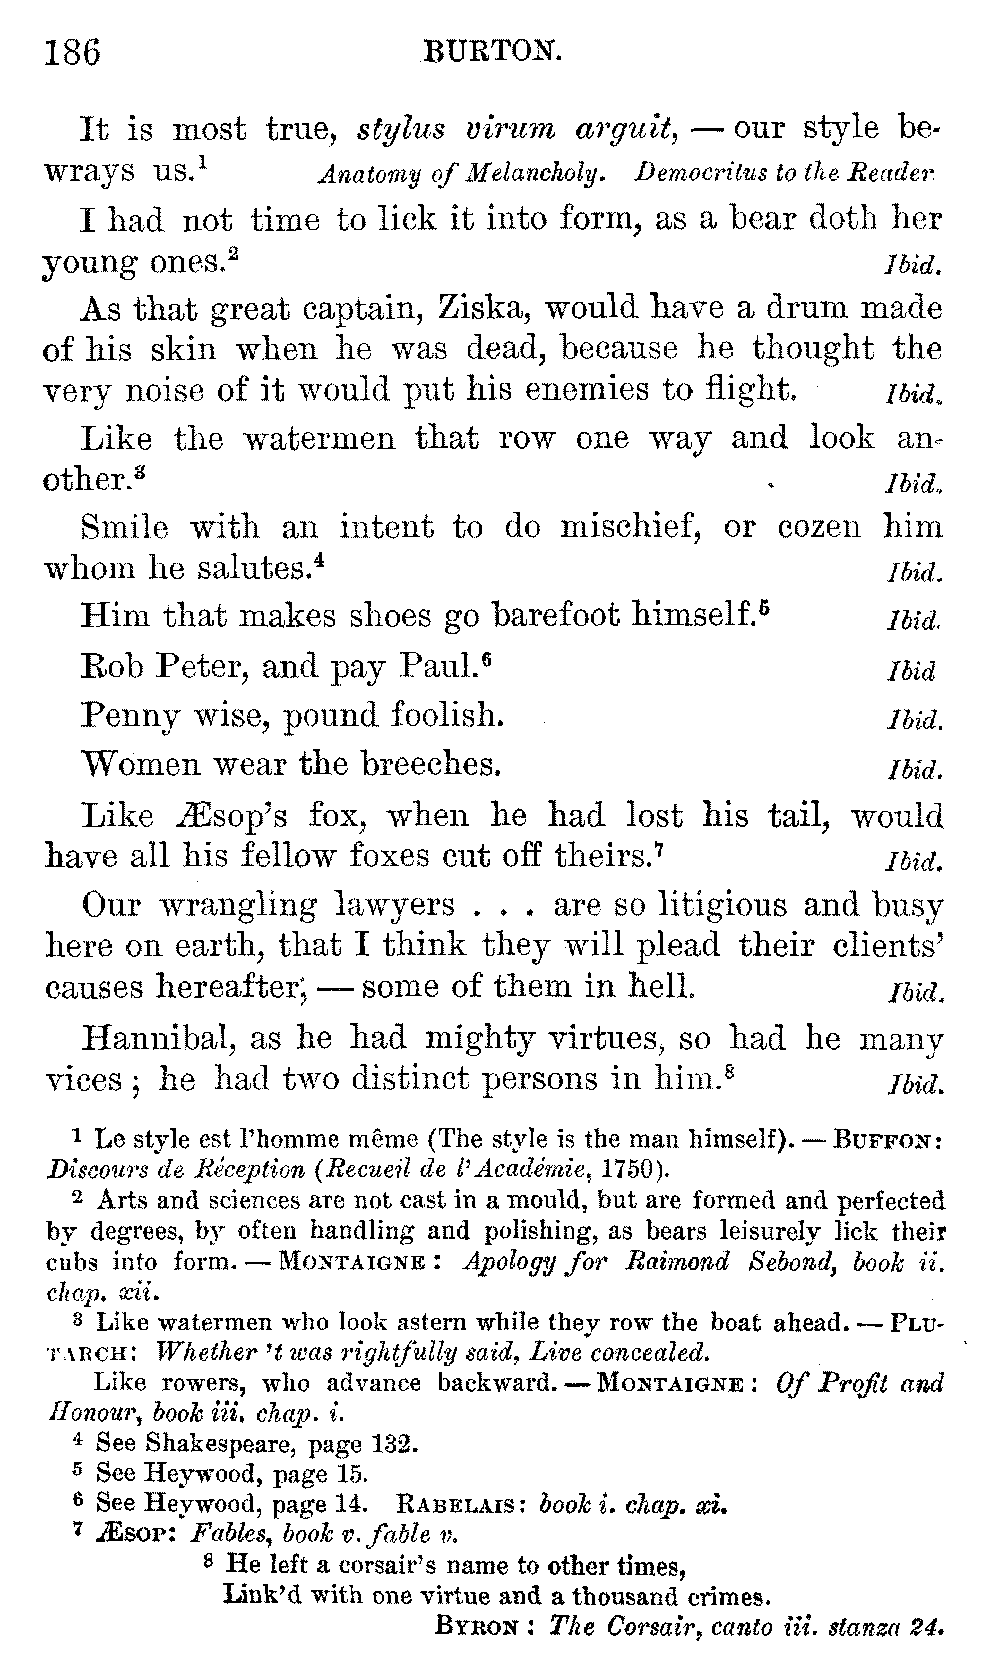 186 BURTON.
It is most true, stylus virum arguit, — our style be-
wrays us.¹ Anatomy of Melancholy. Democritus to the Reader.
I had not time to lick it into form, as a bear doth her
young ones.² Ibid.
As that great captain, Ziska, would have a drum made
of his skin when he was dead, because he thought the
very noise of it would put his enemies to flight. Ibid.
Like the watermen that row one way and look an-
other.³ Ibid.
Smile with an intent to do mischief, or cozen him
whom he salutes.⁴ Ibid.
Him that makes shoes go barefoot himself.⁵ Ibid.
Rob Peter, and pay Paul.⁶ Ibid
Penny wise, pound foolish. Ibid.
Women wear the breeches. Ibid.
Like Æsop's fox, when he had lost his tail, would
have all his fellow foxes cut off theirs.⁷ Ibid.
Our wrangling lawyers . . . are so litigious and busy
here on earth, that I think they will plead their clients'
causes hereafter, — some of them in hell. Ibid.
Hannibal, as he had mighty virtues, so had he many
vices; he had two distinct persons in him.⁸ Ibid.
¹ Le style est l'homme même (The style is the man himself). — BUFFON:
Discours de Réception (Recueil de l'Académie, 1750).
² Arts and sciences are not cast in a mould, but are formed and perfected
by degrees, by often handling and polishing, as bears leisurely lick their
cubs into form. — MONTAIGNE: Apology for Raimond Sebond, book ii.
chap. xii.
³ Like watermen who look astern while they row the boat ahead. — PLU-
TARCH: Whether 't was rightfully said, Live concealed.
Like rowers, who advance backward. — MONTAIGNE: Of Profit and
Honour, book iii. chap. i.
⁴ See Shakespeare, page 132.
⁵ See Heywood, page 15.
⁶ See Heywood, page 14. RABELAIS: book i. chap. xi.
⁷ ÆSOP: Fables, book v. fable v.
⁸ He left a corsair's name to other times,
Link'd with one virtue and a thousand crimes.
BYRON: The Corsair, canto iii. stanza 24.